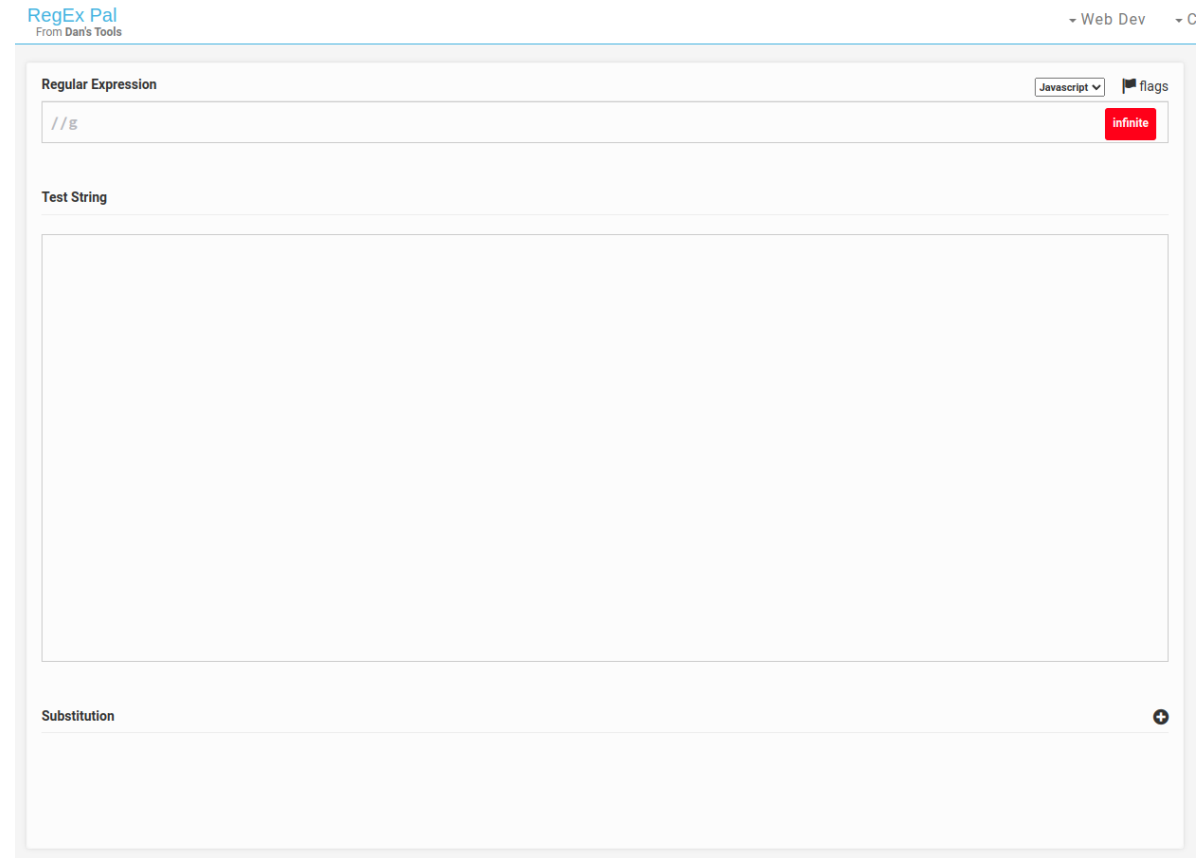 RegEx Pal
From Dan's Tools
Web Dev
C
Regular Expression
Javascript
flags
//g
infinite
Test String
Substitution